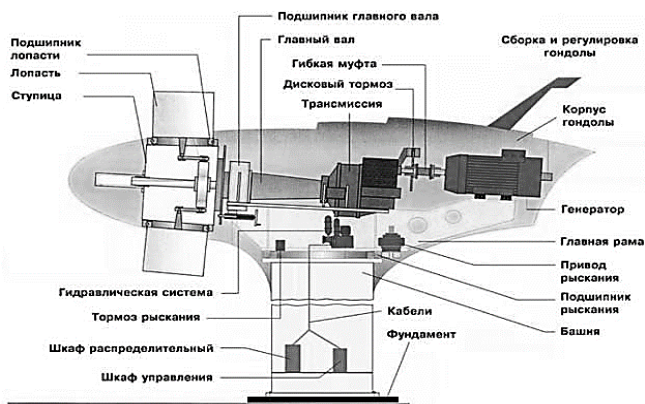 Подшипник главного вала
Главный вал
Подшипник
лопасти
Лопасть
Ступица
Гибкая муфта
Дисковый тормоз
Трансмиссия
Сборка и регулировка
гондолы
Корпус
гондолы
Генератор
Главная рама
Привод
рыскания
Подшипник
рыскания
Башня
Гидравлическая система
Тормоз рыскания
Кабели
Фундамент
Шкаф распределительный
Шкаф управления